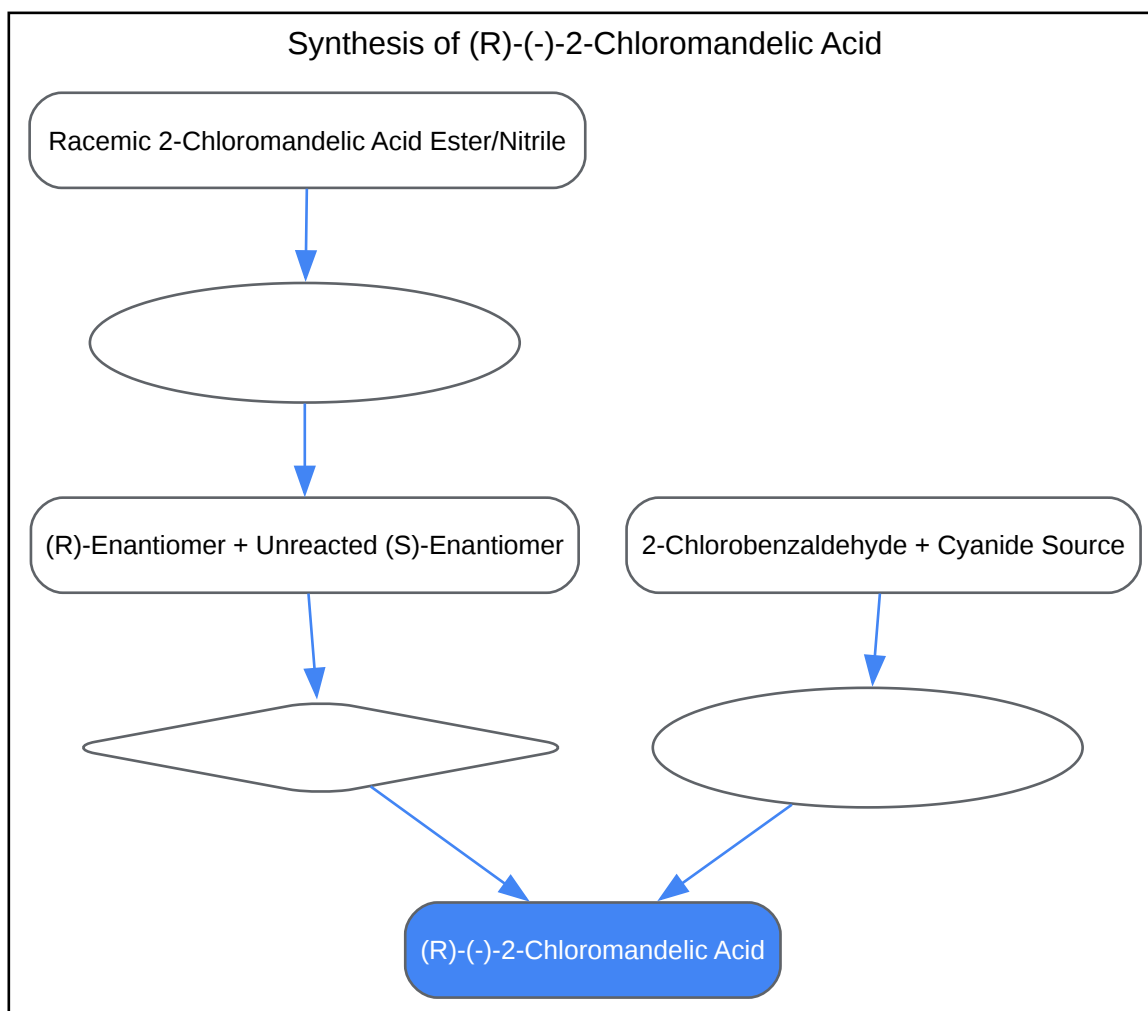 Synthesis of (R)-(-)-2-Chloromandelic Acid
Racemic 2-Chloromandelic Acid Ester/Nitrile
(R)-Enantiomer + Unreacted (S)-Enantiomer
2-Chlorobenzaldehyde + Cyanide Source
(R)-(-)-2-Chloromandelic Acid